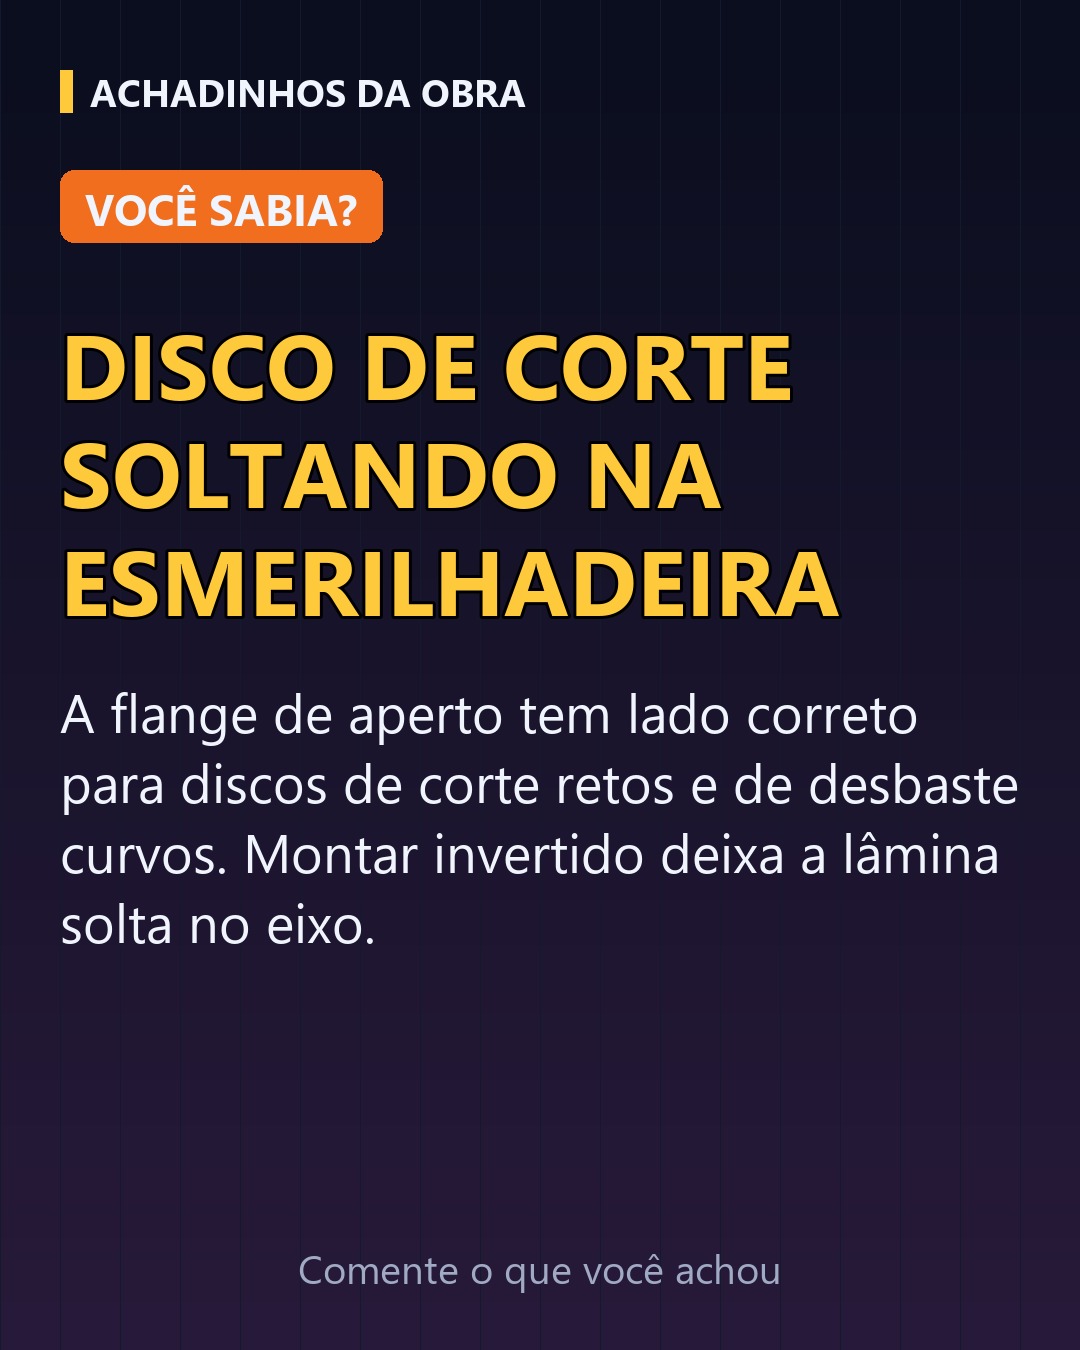 ACHADINHOS DA OBRA
VOCÊ SABIA?
DISCO DE CORTE
SOLTANDO NA
ESMERILHADEIRA
A flange de aperto tem lado correto
para discos de corte retos e de desbaste
curvos. Montar invertido deixa a lâmina
solta no eixo.
Comente o que você achou